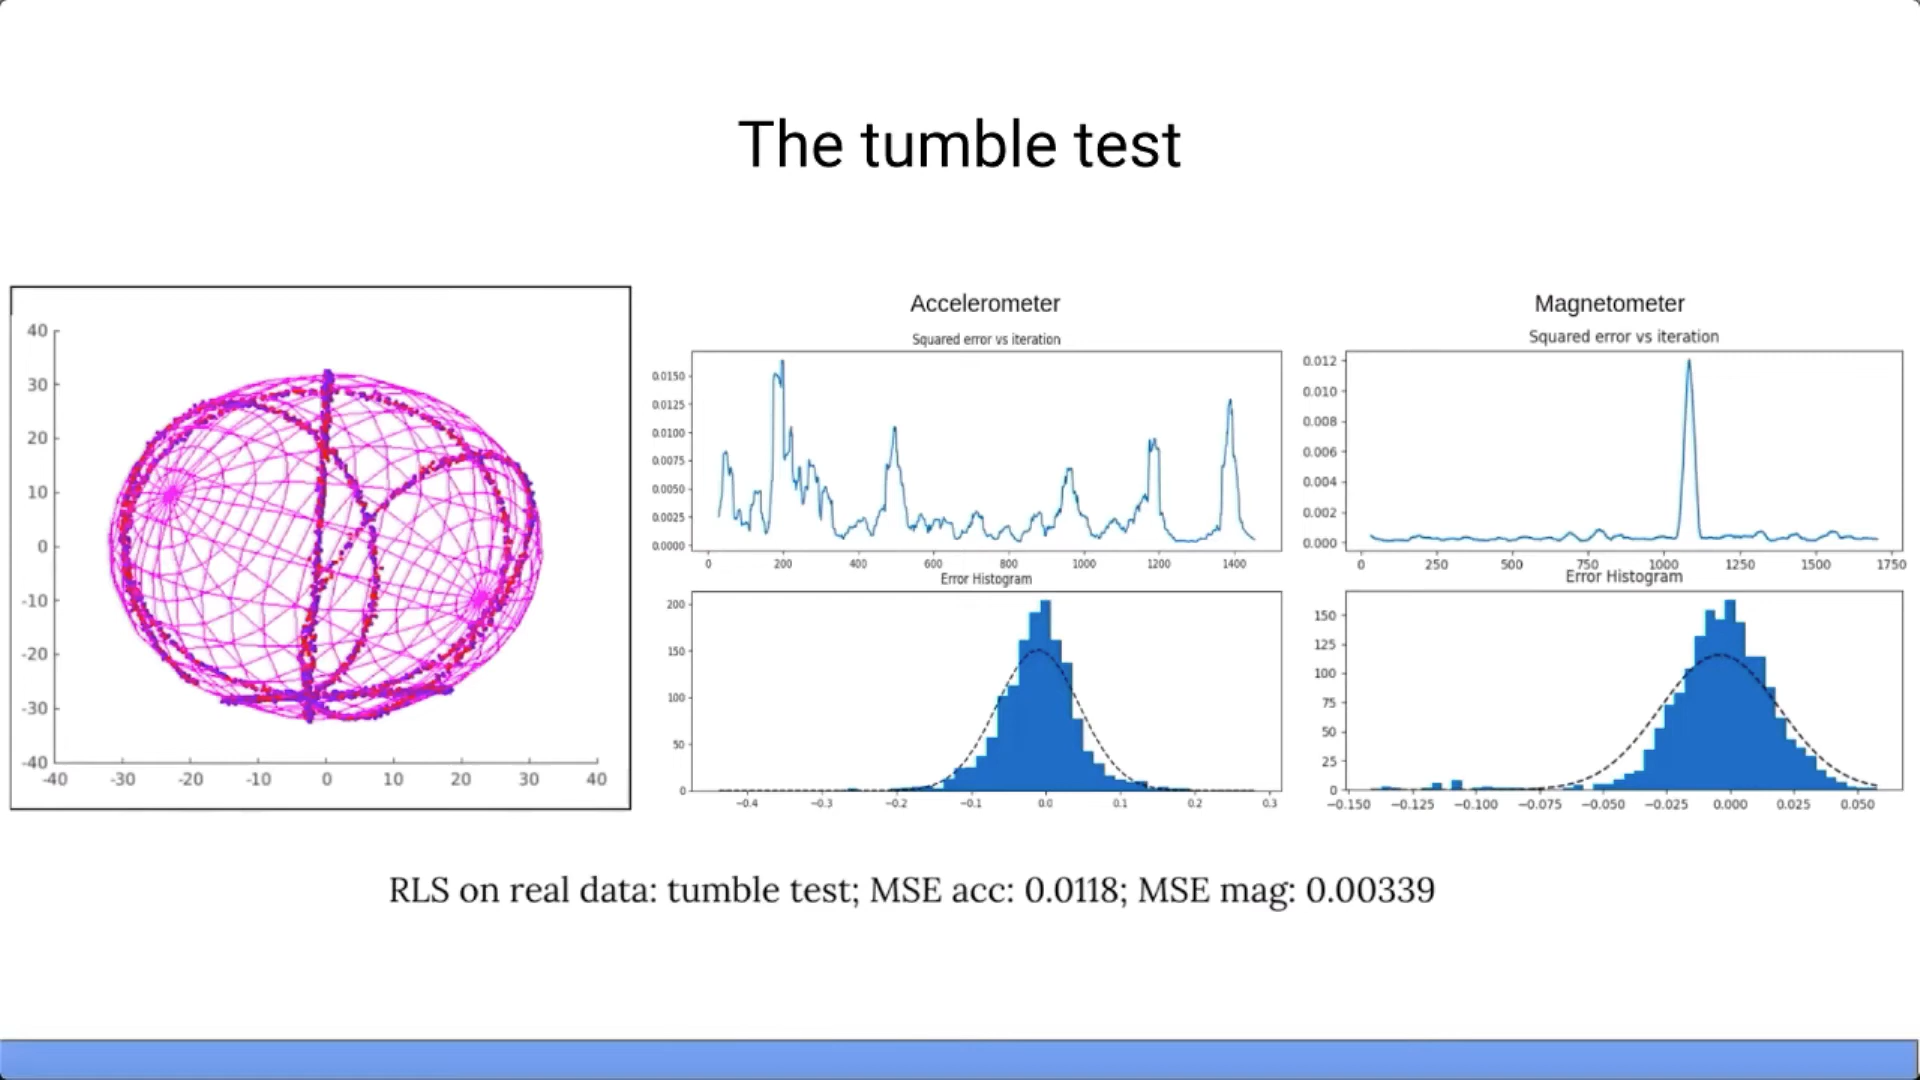 The tumble test
40
30
20
10
0
-10
-20
-30
-40
-40 -30 -20 -10 0 10 20 30 40
Accelerometer
Squared error vs iteration
0.0150
0.0125
0.0100
0.0075
0.0050
0.0025
0.0000
0 200 400 600 800 1000 1200 1400
Error Histogram
200
150
100
50
0
−0.4 −0.3 −0.2 −0.1 0.0 0.1 0.2 0.3
Magnetometer
Squared error vs iteration
0.012
0.010
0.008
0.006
0.004
0.002
0.000
0 250 500 750 1000 1250 1500 1750
Error Histogram
150
125
100
75
50
25
0
−0.150 −0.125 −0.100 −0.075 −0.050 −0.025 0.000 0.025 0.050
RLS on real data: tumble test; MSE acc: 0.0118; MSE mag: 0.00339